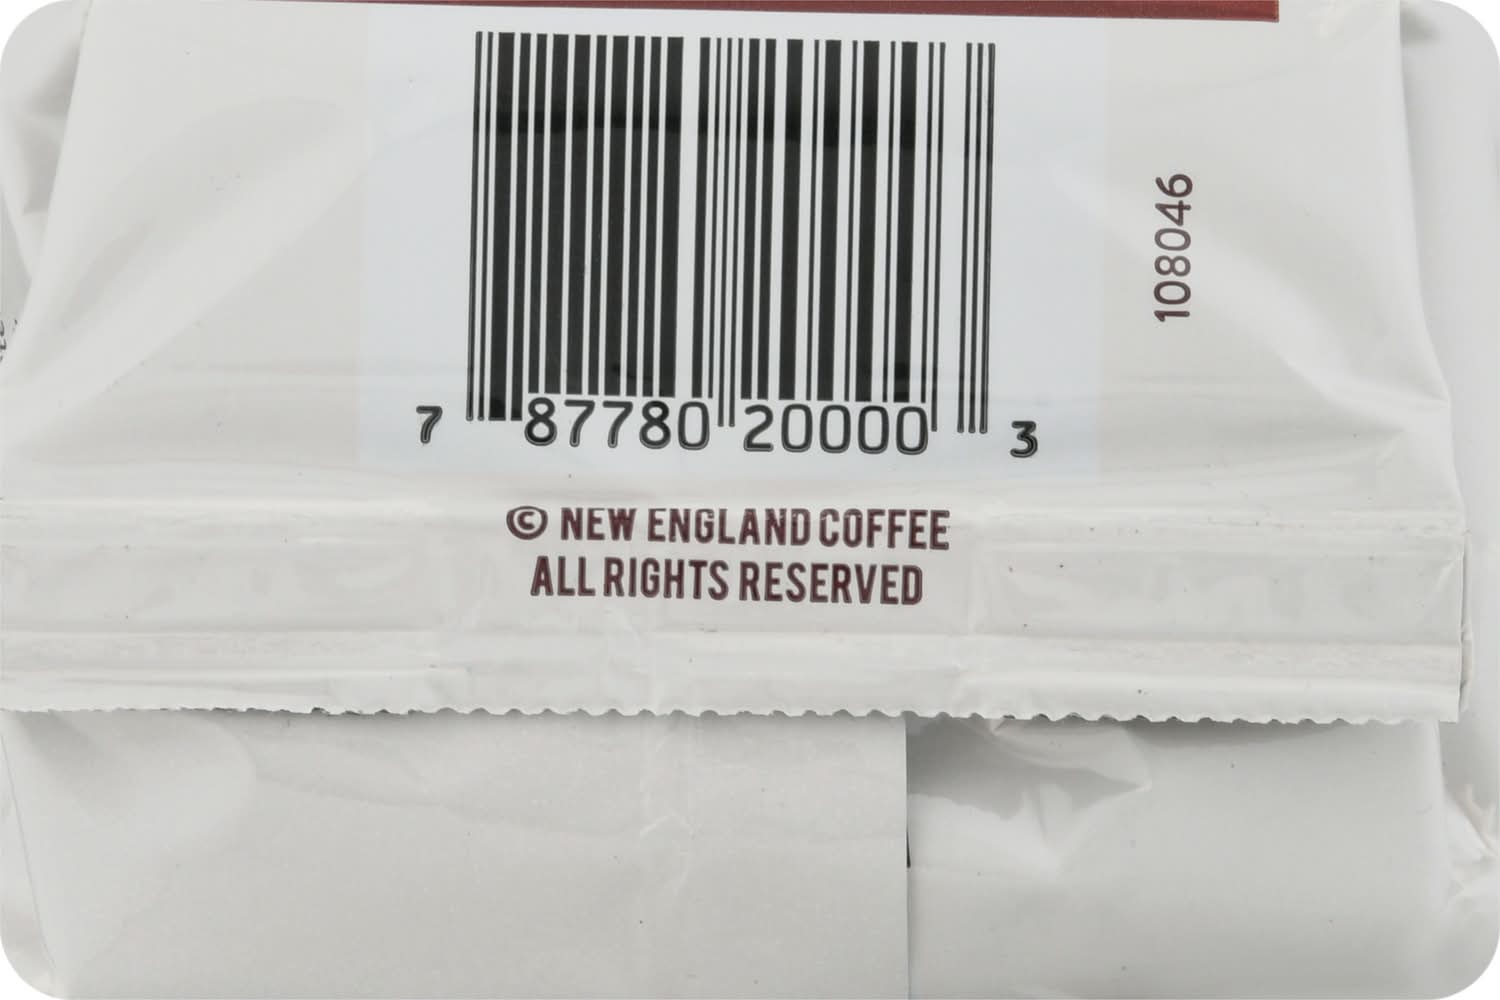 7 87780 20000 3
108046
© NEW ENGLAND COFFEE
ALL RIGHTS RESERVED